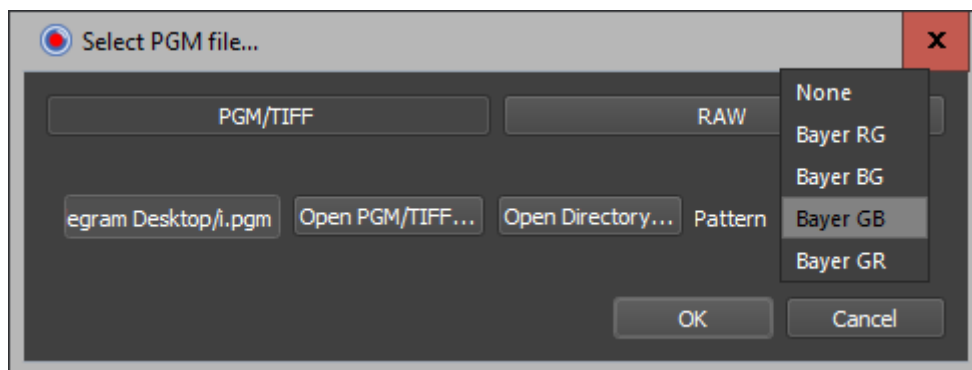 Select PGM file... x
None
PGM/TIFF RAW
Bayer RG
Bayer BG
egram Desktop/i.pgm Open PGM/TIFF... Open Directory... Pattern Bayer GB
Bayer GR
OK Cancel